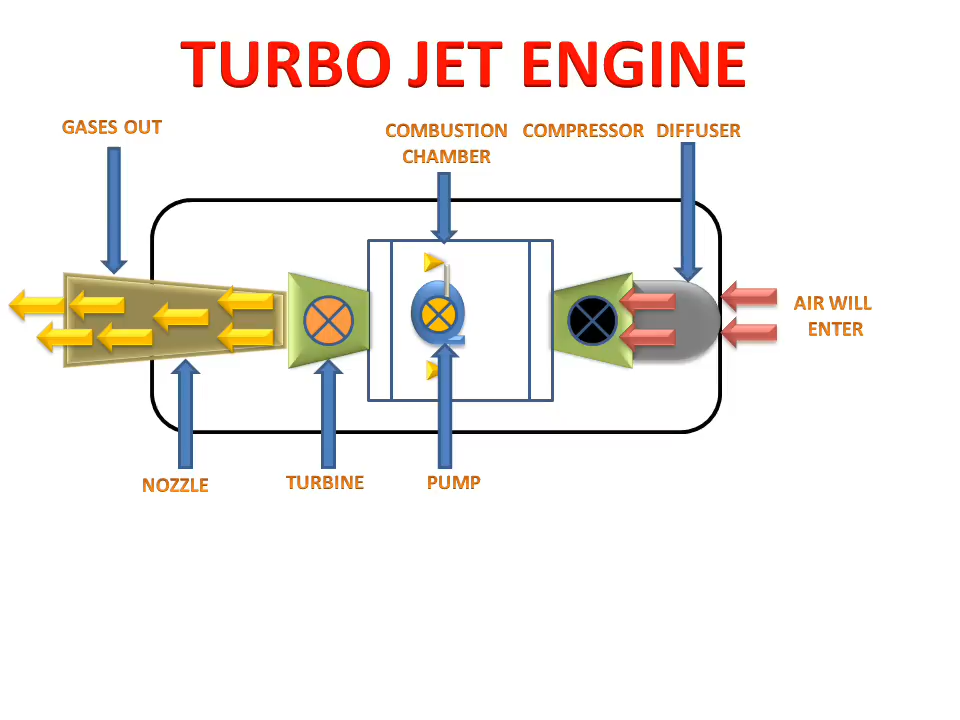 TURBO JET ENGINE
GASES OUT
COMBUSTION CHAMBER
COMPRESSOR
DIFFUSER
AIR WILL ENTER
NOZZLE
TURBINE
PUMP